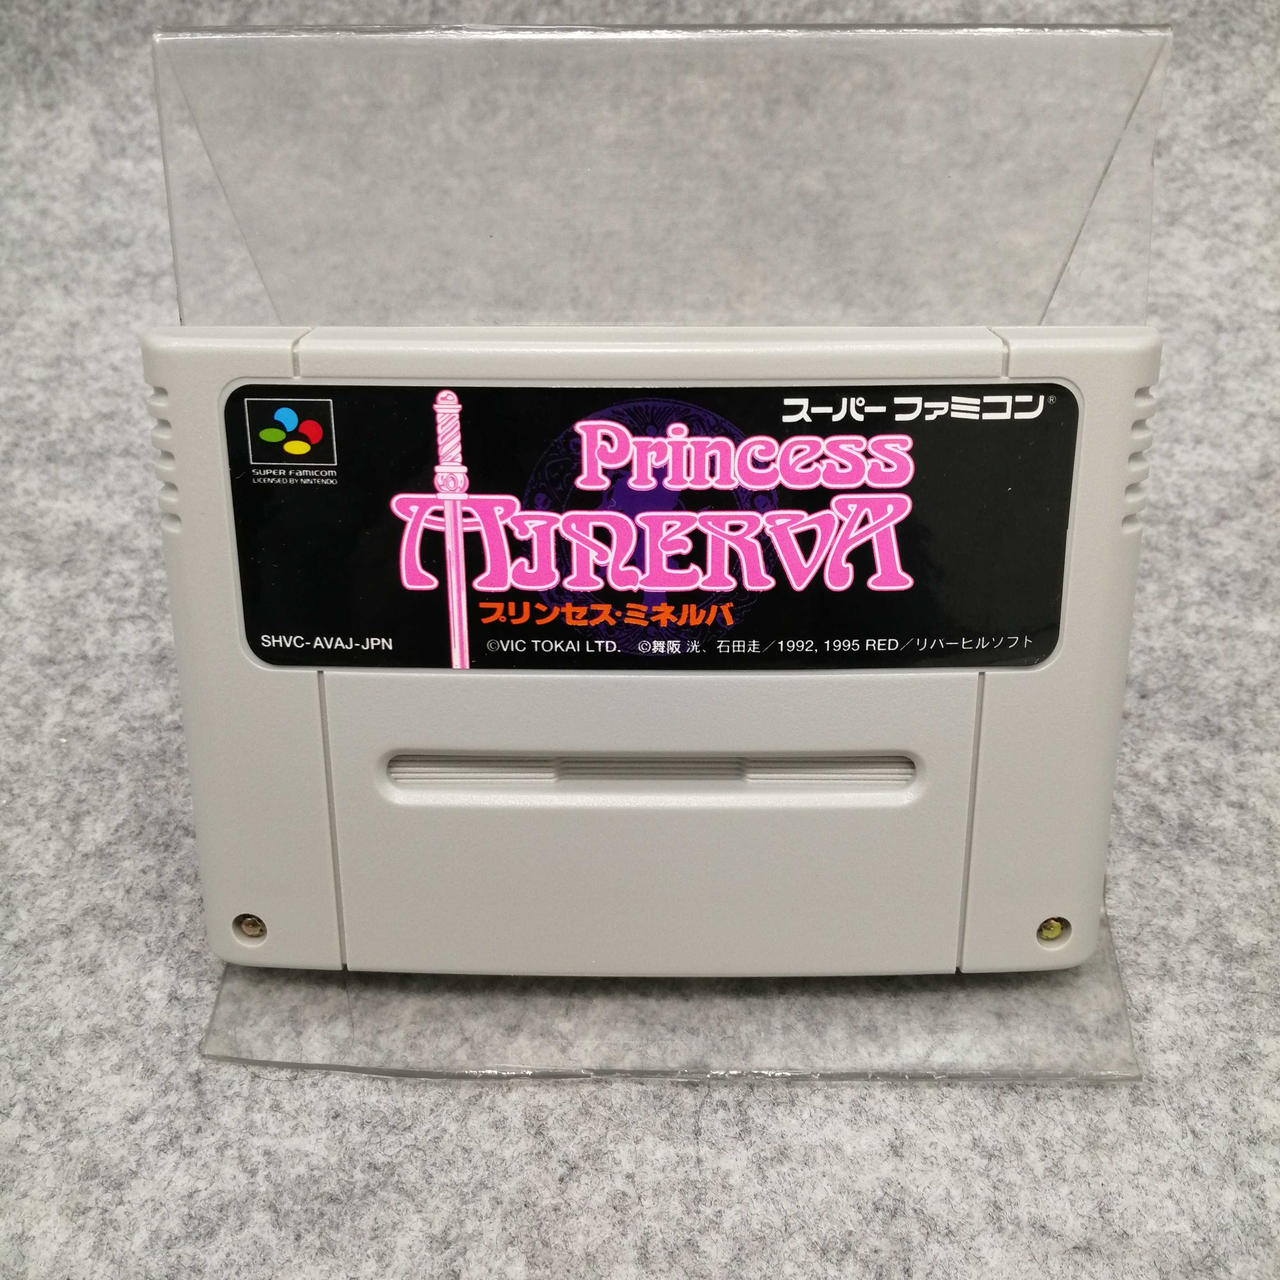 スーパーファミコン®
SUPER FAMICOM
LICENSED BY NINTENDO
Princess
MINERVA
プリンセス・ミネルバ
SHVC-AVAJ-JPN
©VIC TOKAI LTD. ©舞阪 洸、石田走／1992, 1995 RED／リバーヒルソフト